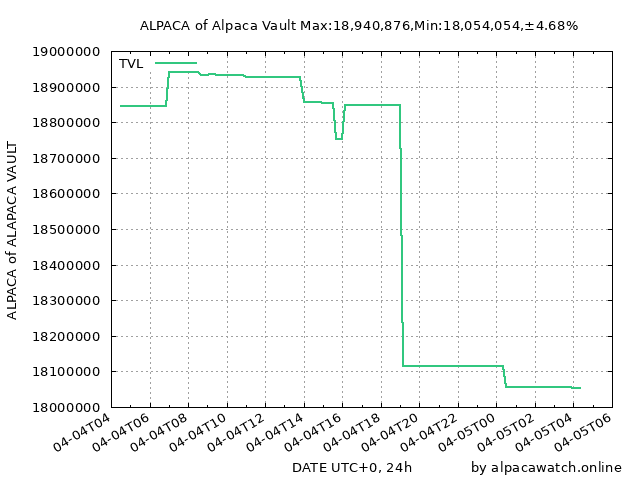 ALPACA of Alpaca Vault Max:18,940,876,Min:18,054,054,±4.68%
TVL
ALPACA of ALAPACA VAULT
19000000
18900000
18800000
18700000
18600000
18500000
18400000
18300000
18200000
18100000
18000000
04-04T04
04-04T06
04-04T08
04-04T10
04-04T12
04-04T14
04-04T16
04-04T18
04-04T20
04-04T22
04-05T00
04-05T02
04-05T04
04-05T06
DATE UTC+0, 24h
by alpacawatch.online